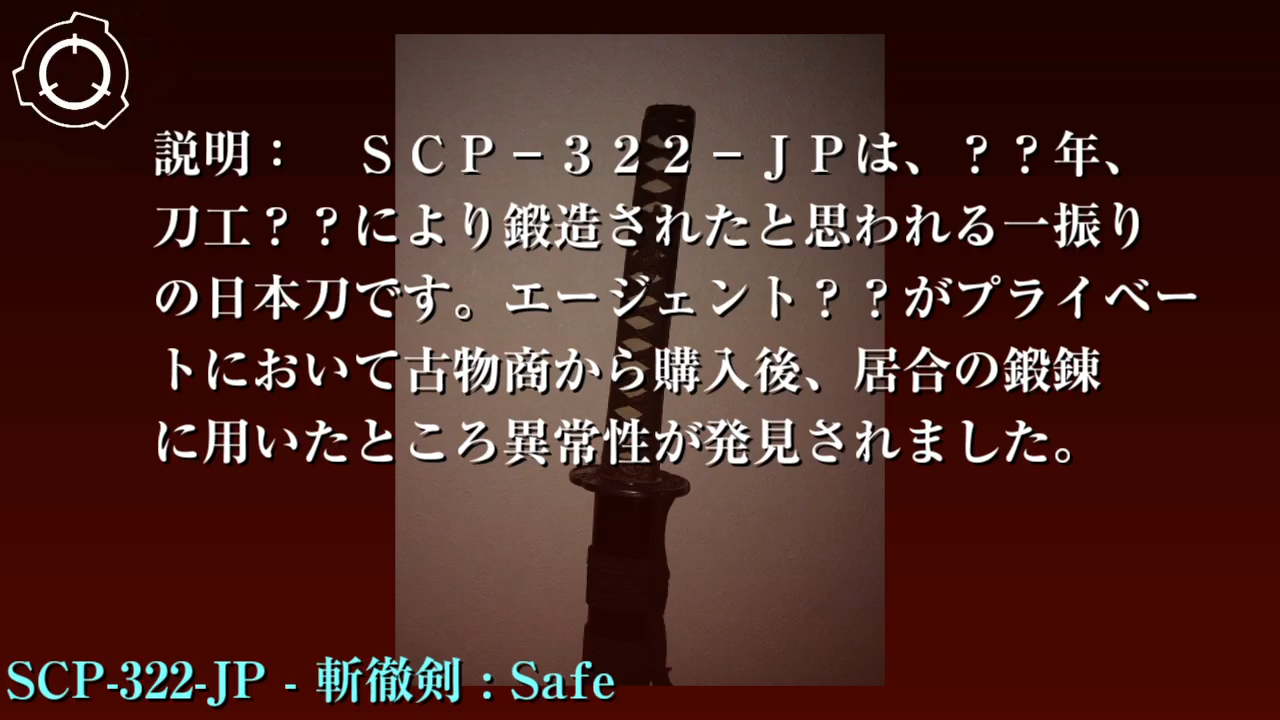 説明：　ＳＣＰ－３２２－ＪＰは、？？年、
刀工？？により鍛造されたと思われる一振り
の日本刀です。エージェント？？がプライベー
トにおいて古物商から購入後、居合の鍛錬
に用いたところ異常性が発見されました。
SCP-322-JP - 斬徹剣：Safe